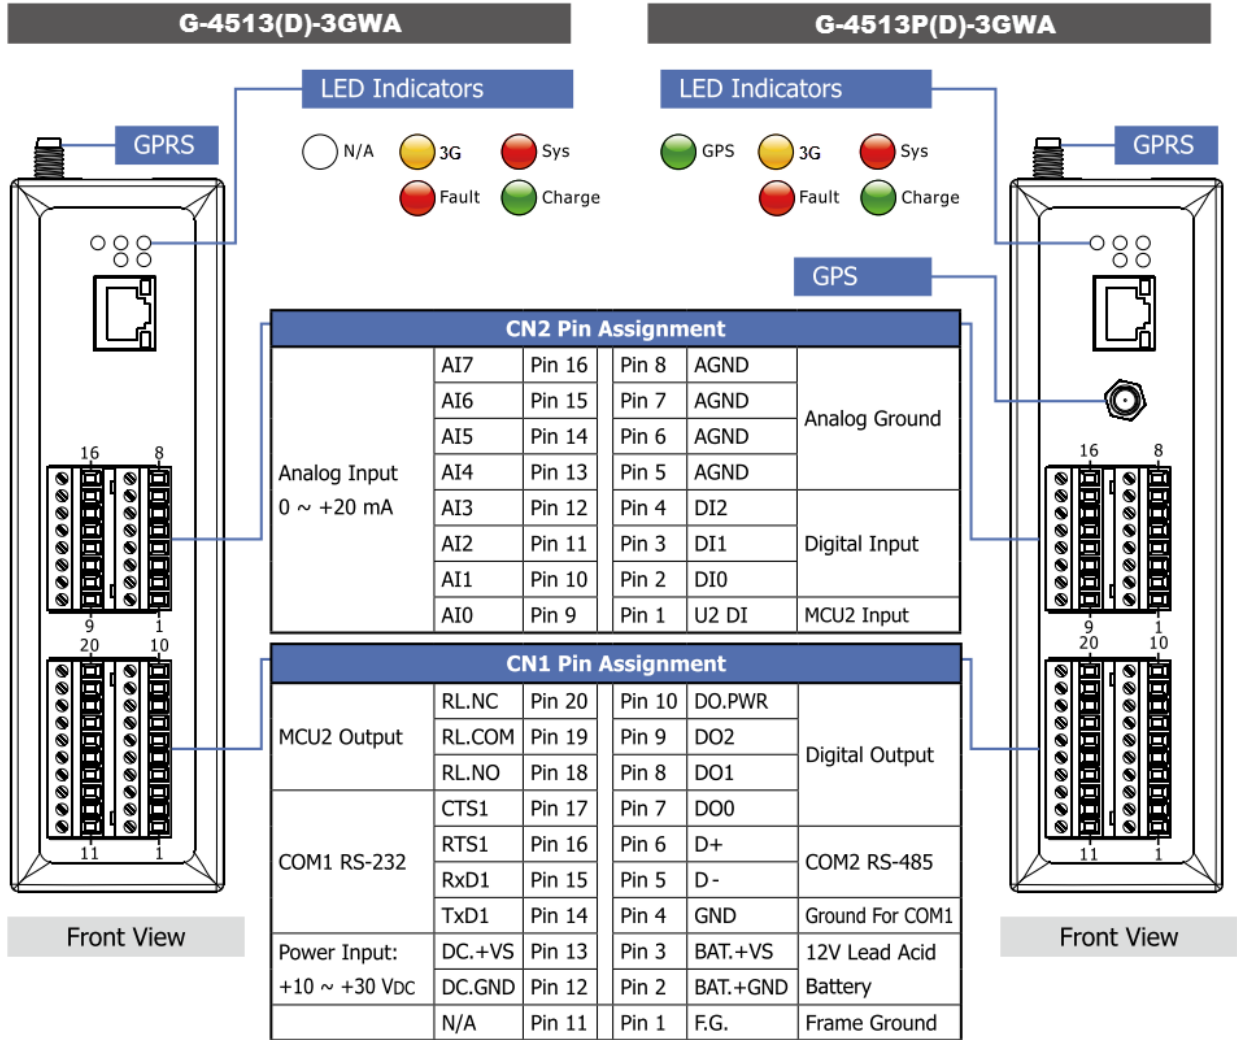 G-4513(D)-3GWA
G-4513P(D)-3GWA
LED Indicators
LED Indicators
GPRS
N/A 3G Sys
Fault Charge
GPS 3G Sys
Fault Charge
GPRS
GPS
CN2 Pin Assignment
Analog Input
0 ~ +20 mA
AI7 Pin 16 Pin 8 AGND
AI6 Pin 15 Pin 7 AGND
AI5 Pin 14 Pin 6 AGND
AI4 Pin 13 Pin 5 AGND
Analog Ground
AI3 Pin 12 Pin 4 DI2
AI2 Pin 11 Pin 3 DI1
AI1 Pin 10 Pin 2 DI0
Digital Input
AI0 Pin 9 Pin 1 U2 DI MCU2 Input
16 8
9 1
20 10
11 1
16 8
9 1
20 10
11 1
CN1 Pin Assignment
MCU2 Output
RL.NC Pin 20 Pin 10 DO.PWR
RL.COM Pin 19 Pin 9 DO2
RL.NO Pin 18 Pin 8 DO1
Digital Output
COM1 RS-232
CTS1 Pin 17 Pin 7 DO0
RTS1 Pin 16 Pin 6 D+
RxD1 Pin 15 Pin 5 D-
COM2 RS-485
TxD1 Pin 14 Pin 4 GND Ground For COM1
Power Input:
+10 ~ +30 VDC
DC.+VS Pin 13 Pin 3 BAT.+VS
DC.GND Pin 12 Pin 2 BAT.+GND
12V Lead Acid
Battery
N/A Pin 11 Pin 1 F.G. Frame Ground
Front View
Front View